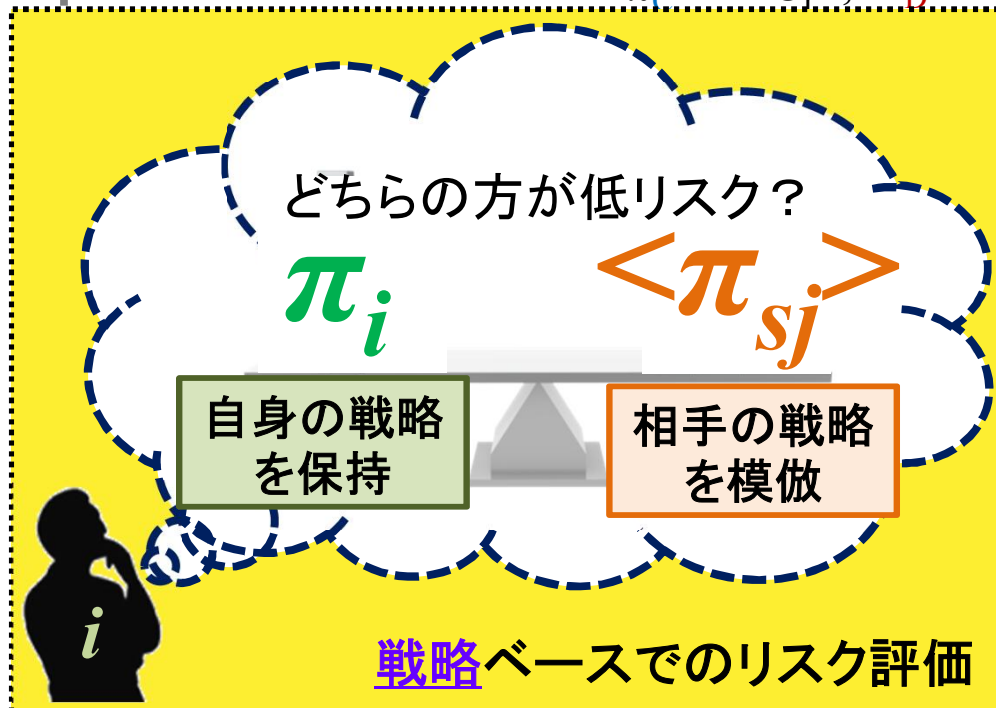 どちらの方が低リスク？
π_i <π_sj>
自身の戦略
を保持
相手の戦略
を模倣
i
戦略ベースでのリスク評価